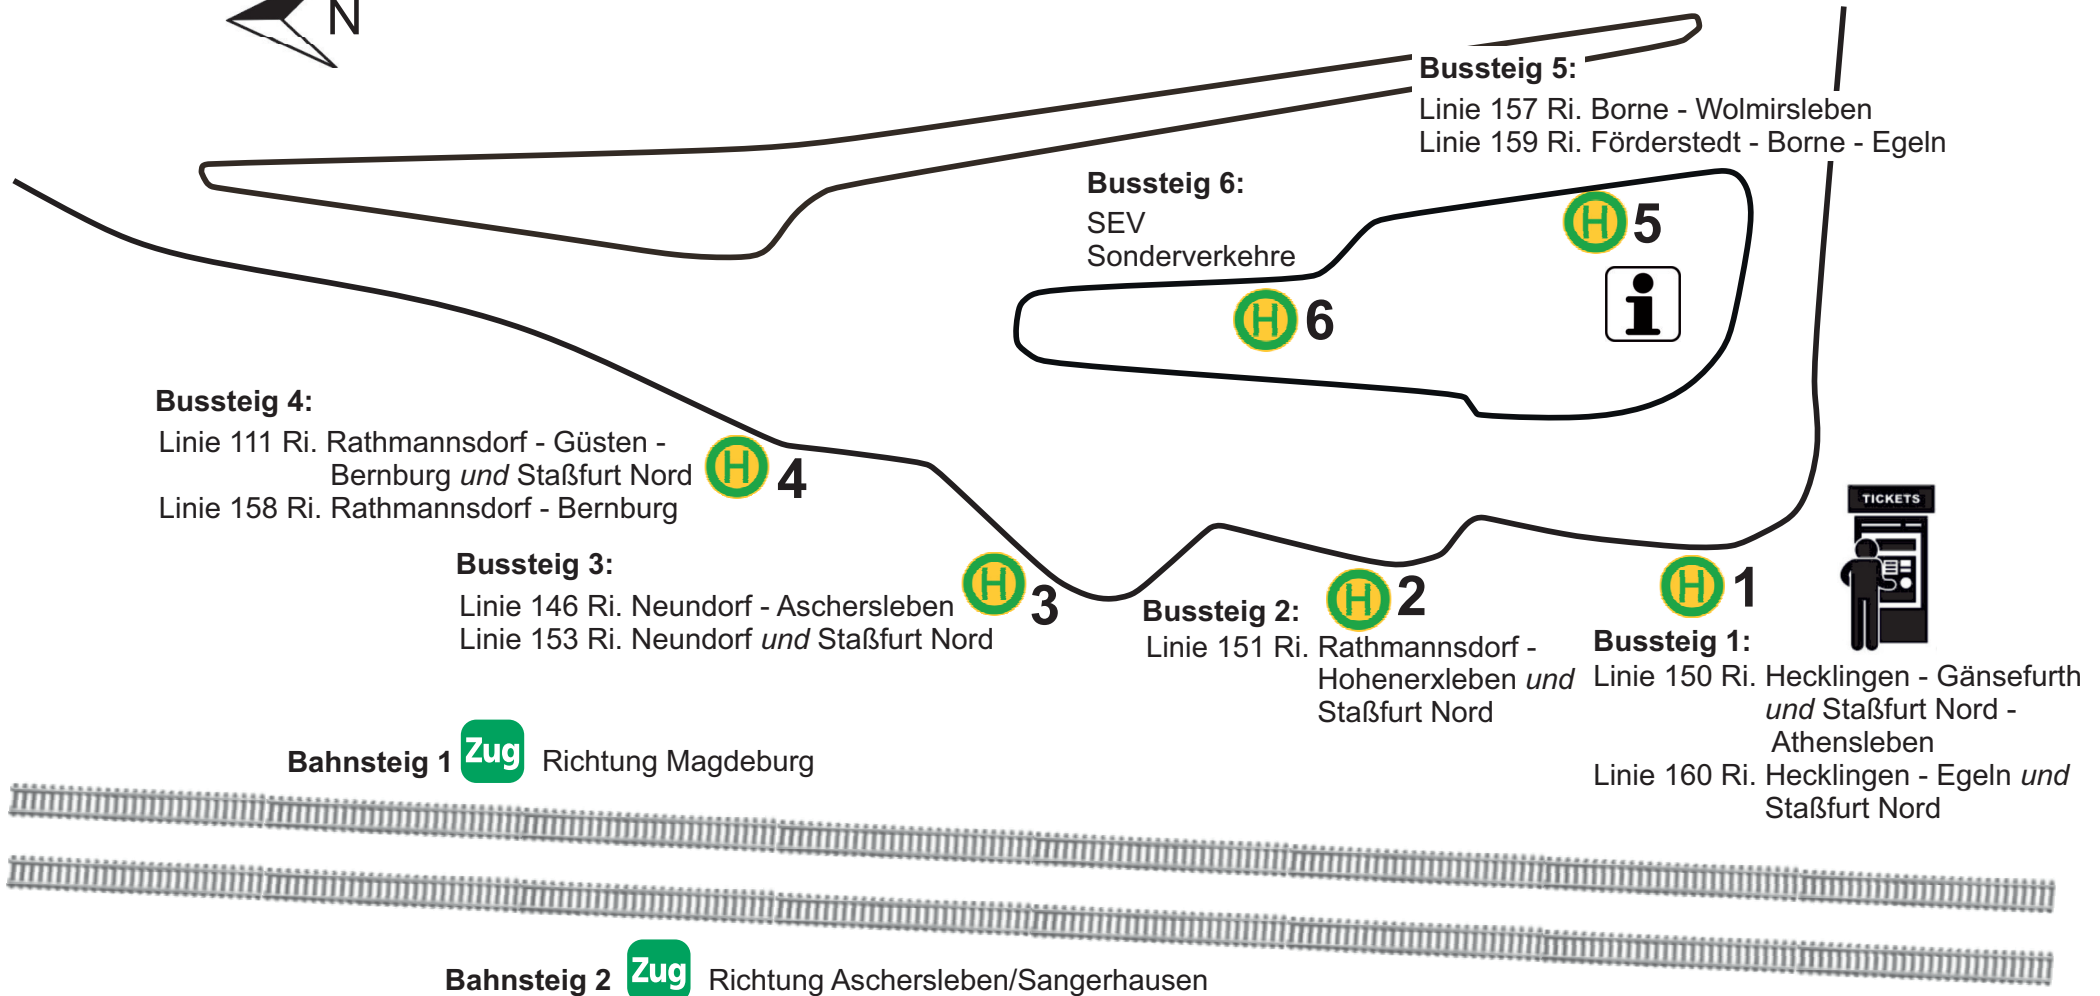 N
Bussteig 5:
Linie 157 Ri. Borne - Wolmirsleben
Linie 159 Ri. Förderstedt - Borne - Egeln
Bussteig 6:
SEV
Sonderverkehre
H 5
H 6
Bussteig 4:
Linie 111 Ri. Rathmannsdorf - Güsten -
Bernburg und Staßfurt Nord
Linie 158 Ri. Rathmannsdorf - Bernburg
H 4
TICKETS
Bussteig 3:
Linie 146 Ri. Neundorf - Aschersleben
Linie 153 Ri. Neundorf und Staßfurt Nord
H 3
Bussteig 2:
H 2
Linie 151 Ri. Rathmannsdorf -
Hohenerxleben und
Staßfurt Nord
H 1
Bussteig 1:
Linie 150 Ri. Hecklingen - Gänsefurth
und Staßfurt Nord -
Athensleben
Linie 160 Ri. Hecklingen - Egeln und
Staßfurt Nord
Bahnsteig 1 Zug Richtung Magdeburg
Bahnsteig 2 Zug Richtung Aschersleben/Sangerhausen